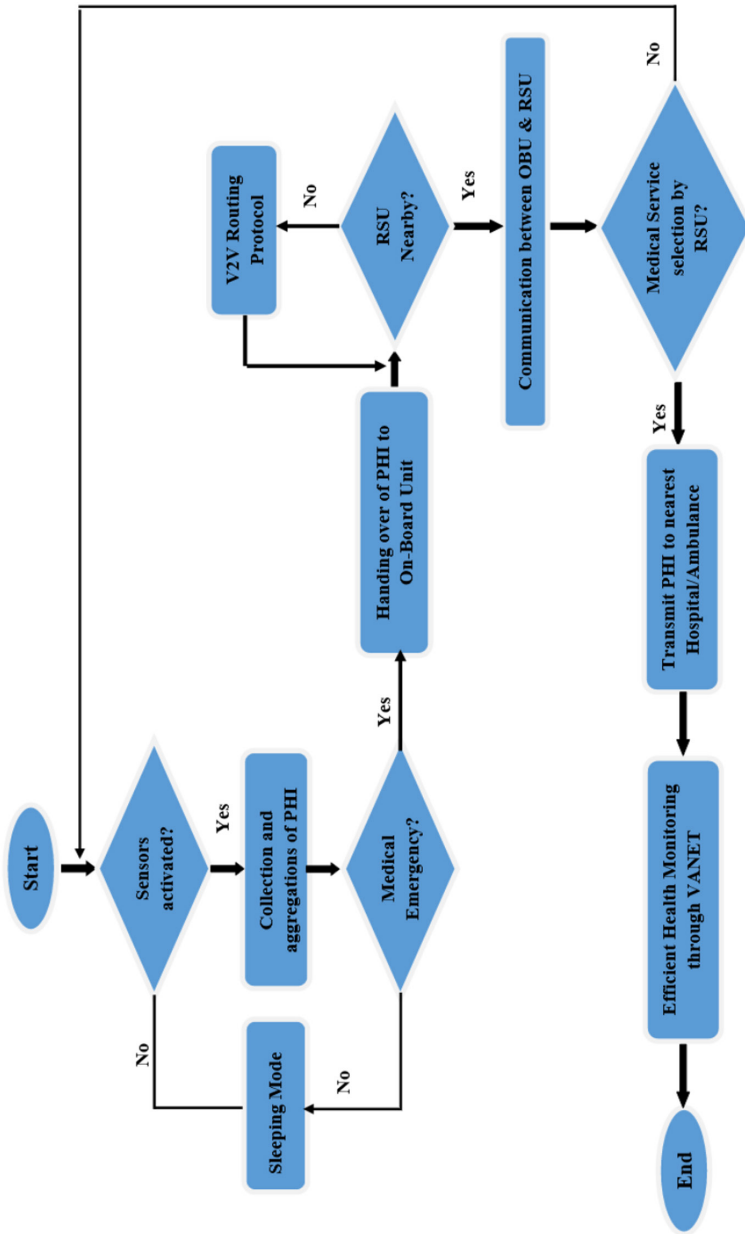 Start
Sensors
activated?
No
Yes
Sleeping Mode
Collection and
aggregations of PHI
No
Medical
Emergency?
Yes
Handing over of PHI to
On-Board Unit
V2V Routing
Protocol
No
RSU
Nearby?
Yes
Communication between OBU & RSU
Medical Service
selection by
RSU?
No
Yes
Transmit PHI to nearest
Hospital/Ambulance
Efficient Health Monitoring
through VANET
End